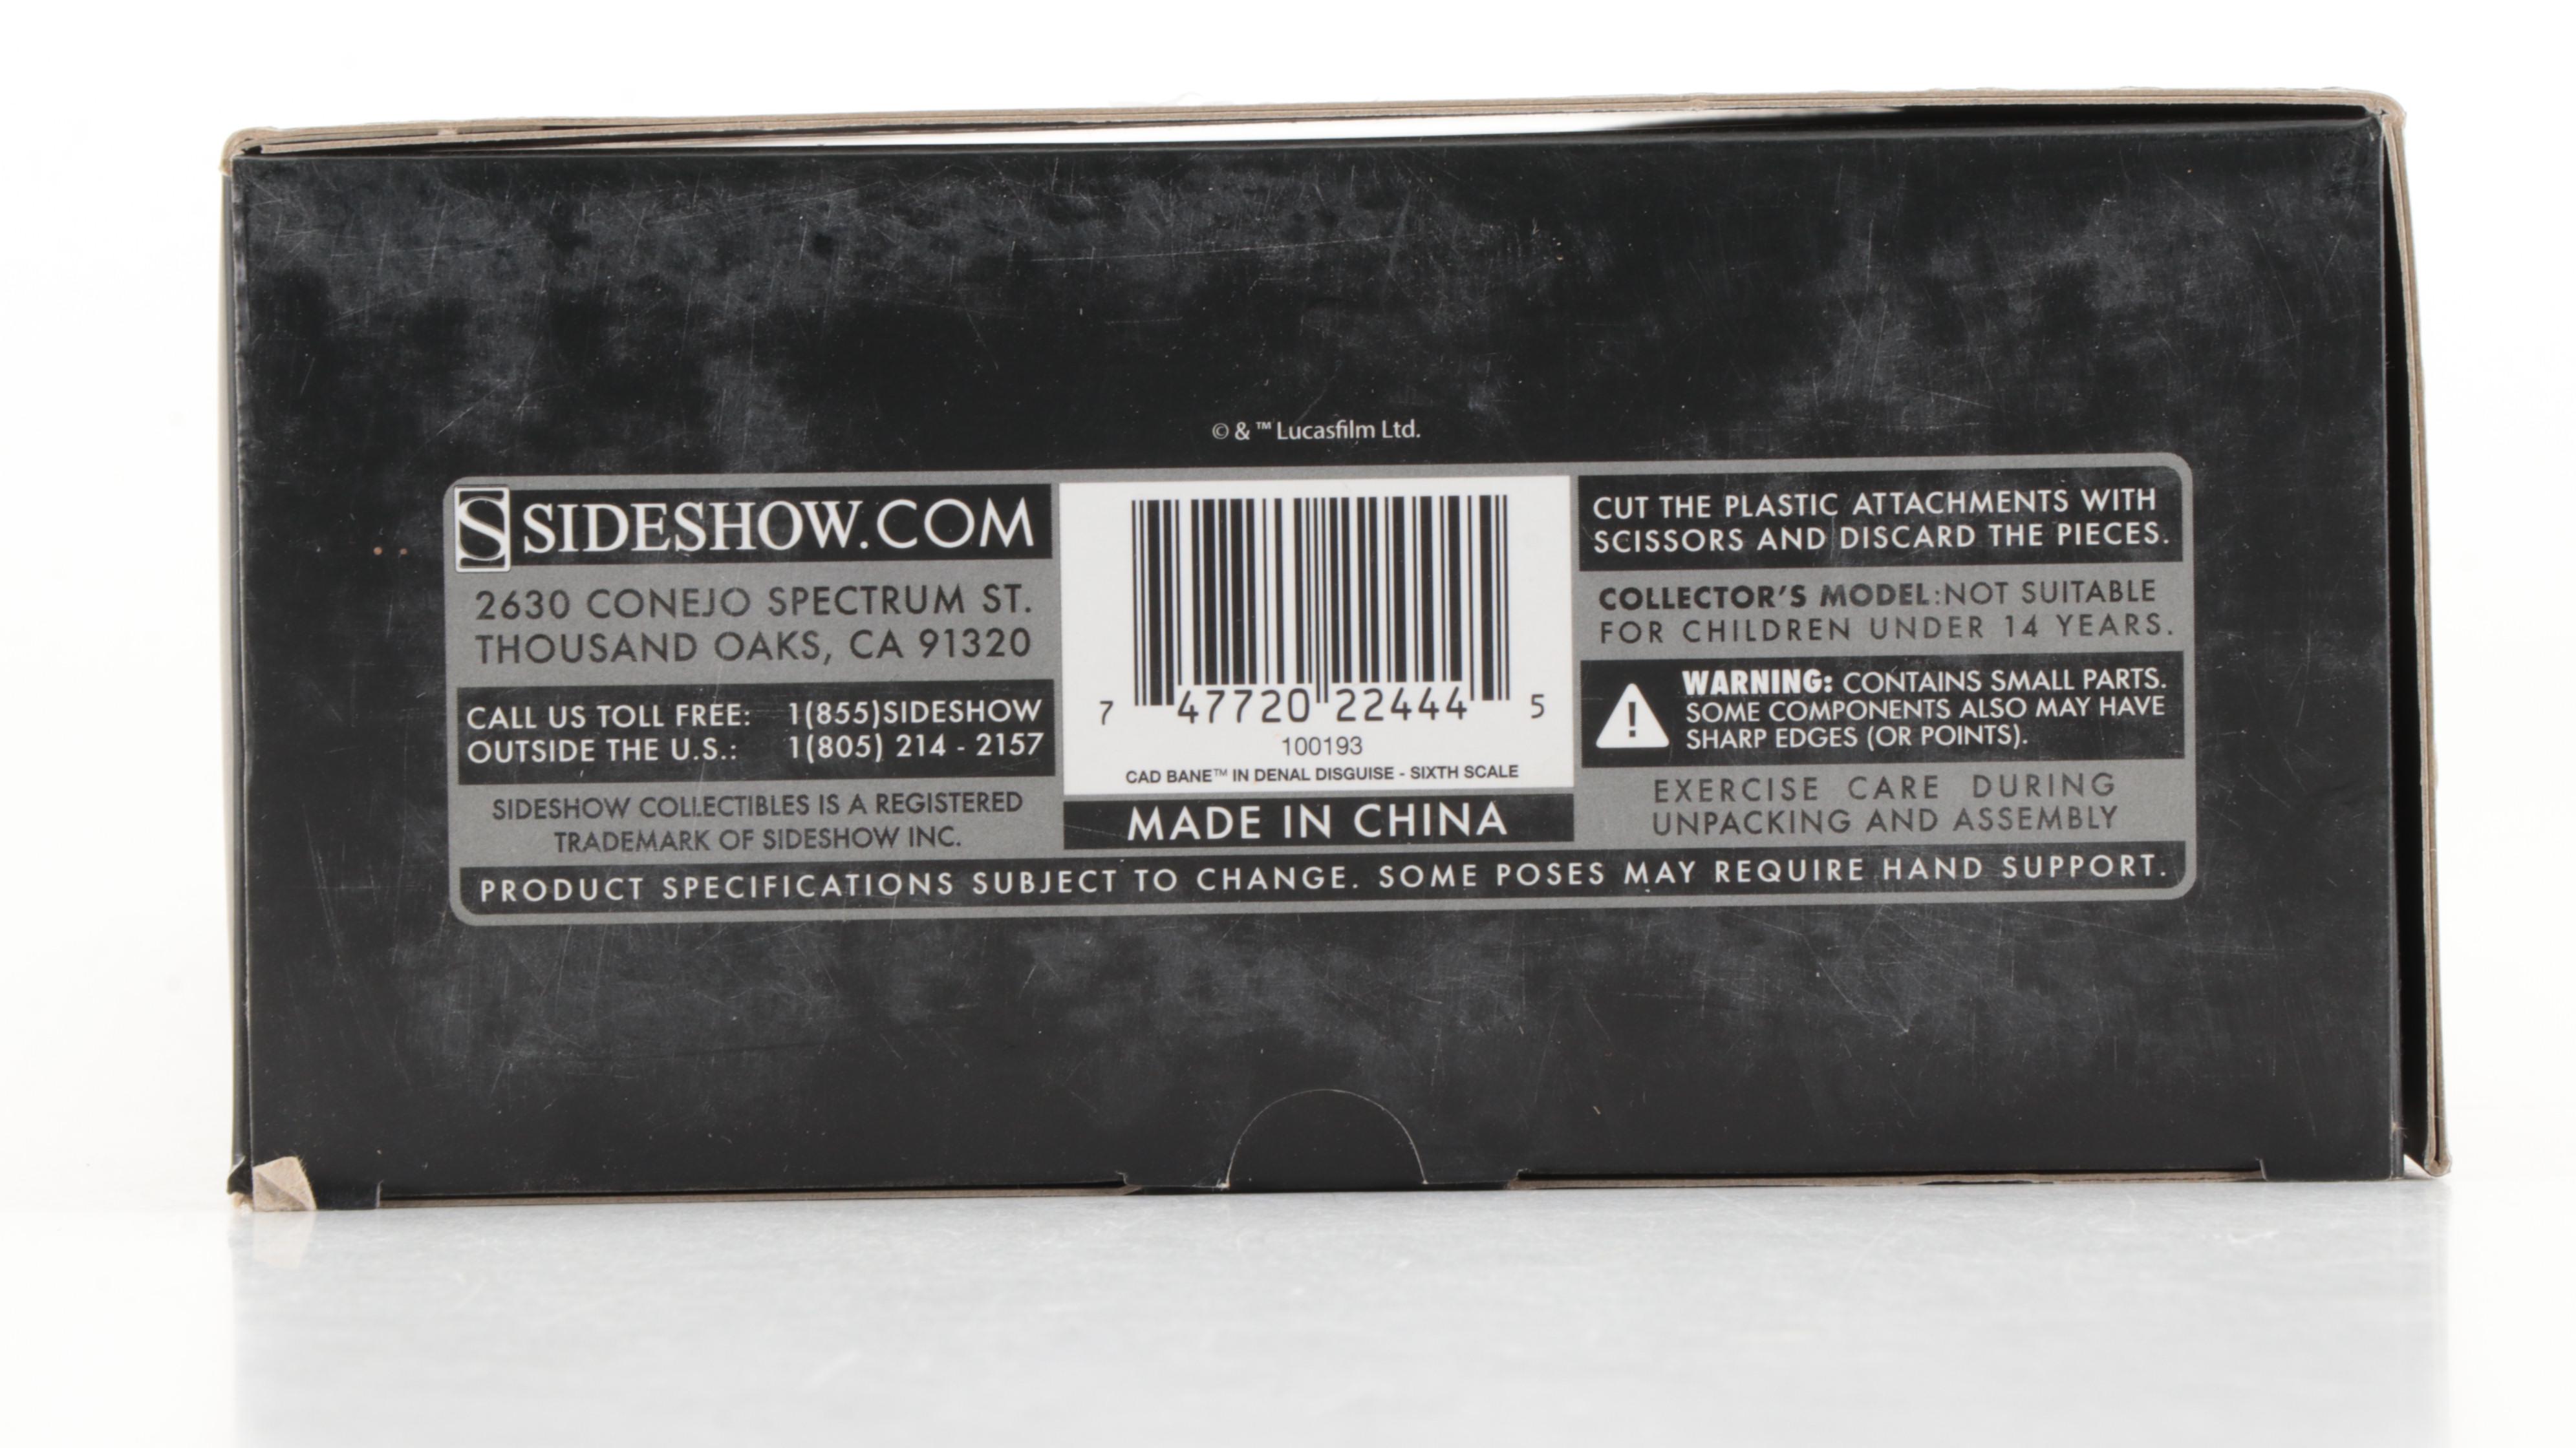 © & ™ Lucasfilm Ltd.
S SIDESHOW.COM
2630 CONEJO SPECTRUM ST.
THOUSAND OAKS, CA 91320
CALL US TOLL FREE: 1(855)SIDESHOW
OUTSIDE THE U.S.: 1(805) 214 - 2157
SIDESHOW COLLECTIBLES IS A REGISTERED
TRADEMARK OF SIDESHOW INC.
7 47720 22444 5
100193
CAD BANE™ IN DENAL DISGUISE - SIXTH SCALE
MADE IN CHINA
CUT THE PLASTIC ATTACHMENTS WITH
SCISSORS AND DISCARD THE PIECES.
COLLECTOR'S MODEL:NOT SUITABLE
FOR CHILDREN UNDER 14 YEARS.
! WARNING: CONTAINS SMALL PARTS.
SOME COMPONENTS ALSO MAY HAVE
SHARP EDGES (OR POINTS).
EXERCISE CARE DURING
UNPACKING AND ASSEMBLY
PRODUCT SPECIFICATIONS SUBJECT TO CHANGE. SOME POSES MAY REQUIRE HAND SUPPORT.